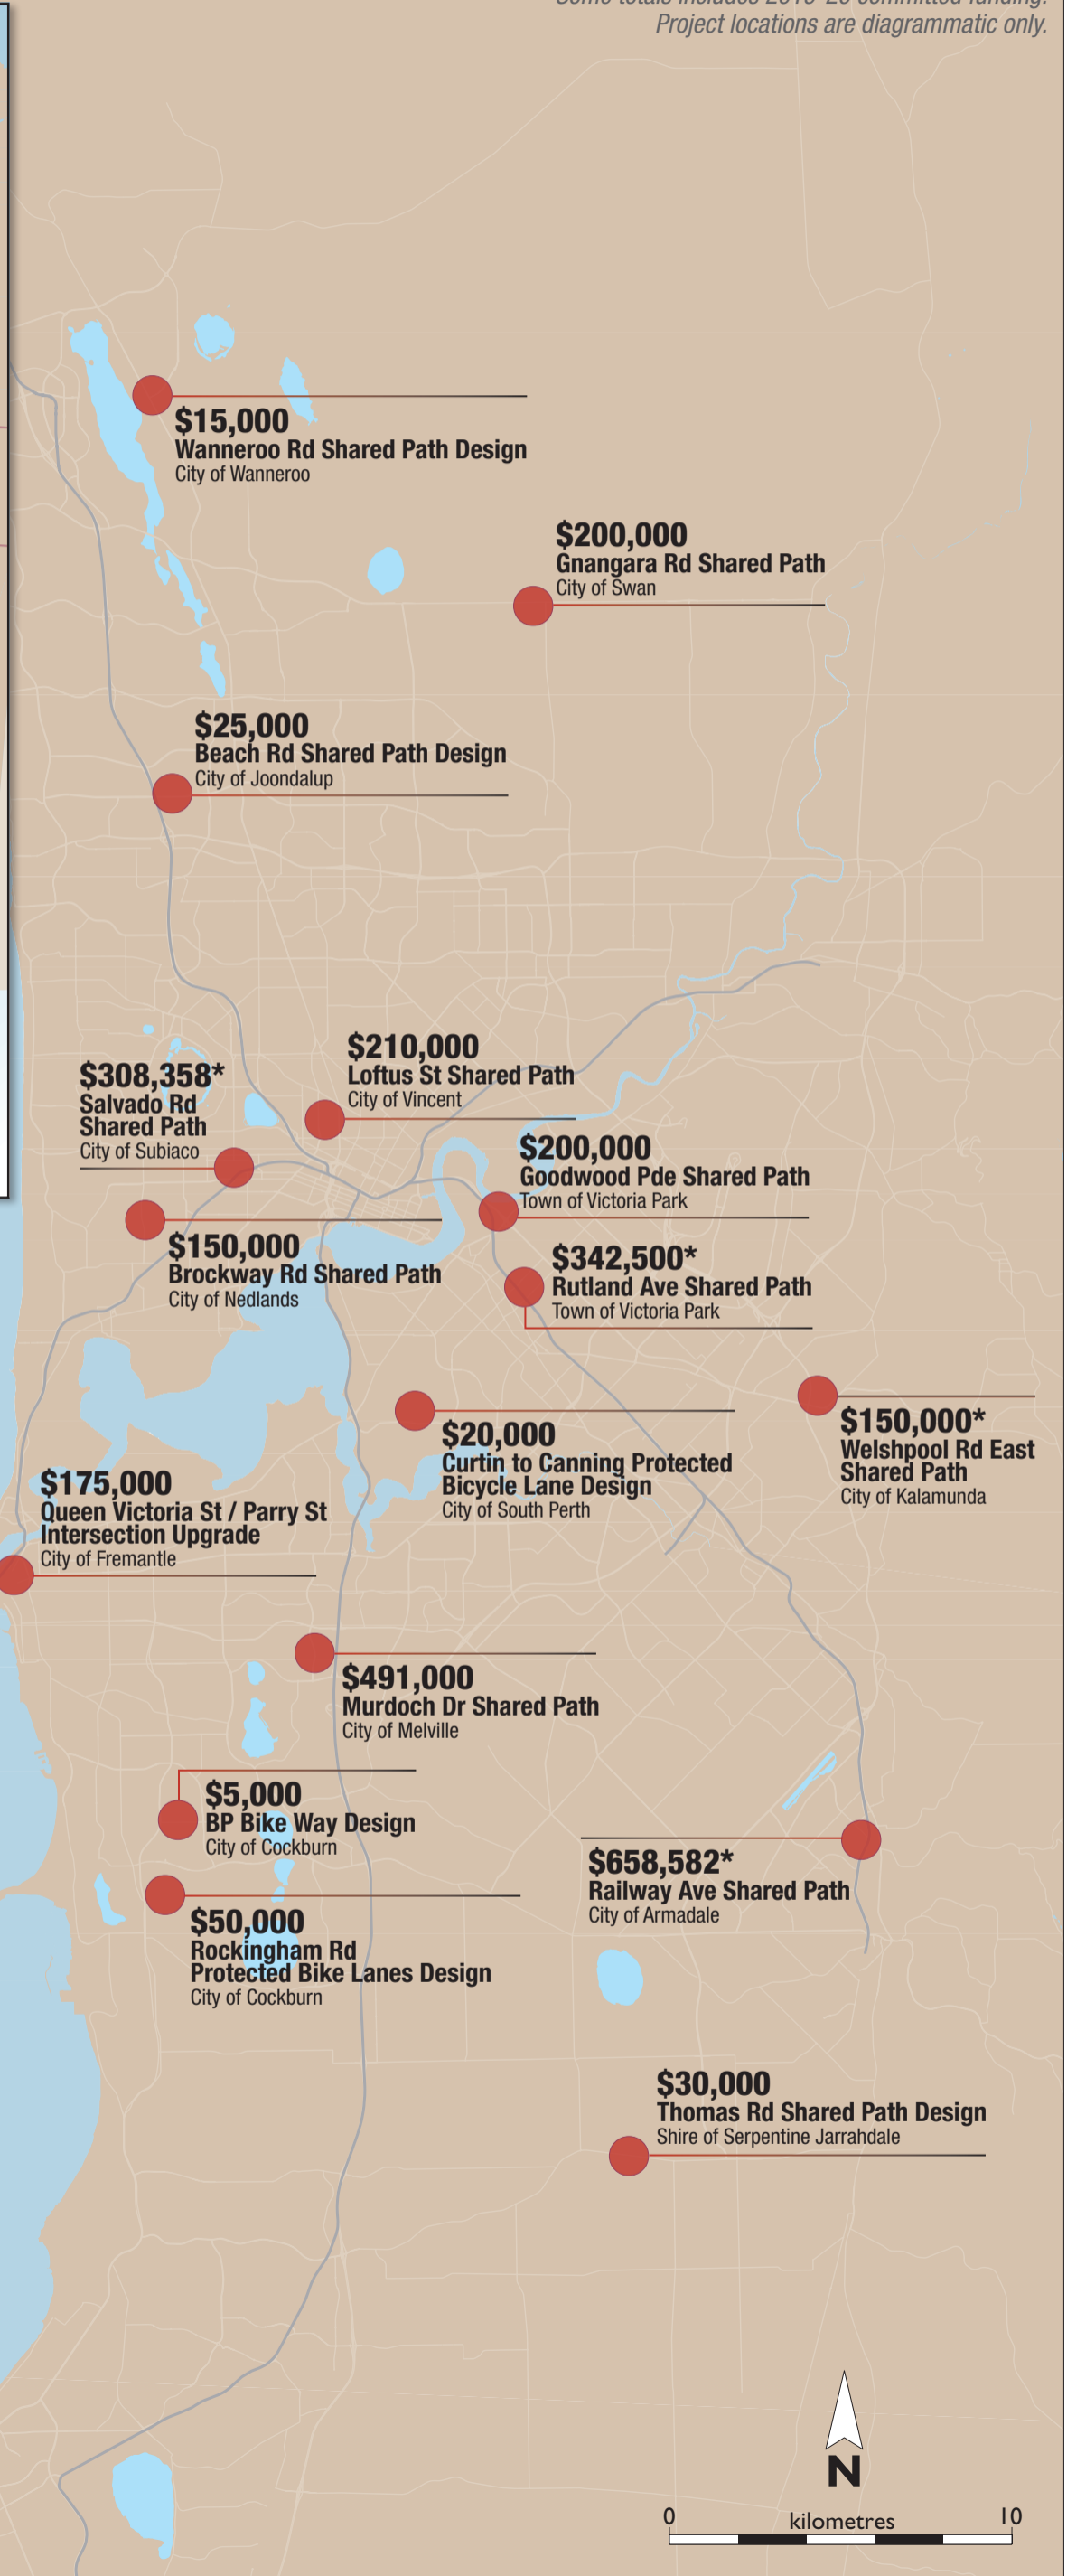 Project locations are diagrammatic only.
$15,000
Wanneroo Rd Shared Path Design
City of Wanneroo
$200,000
Gnangara Rd Shared Path
City of Swan
$25,000
Beach Rd Shared Path Design
City of Joondalup
$210,000
Loftus St Shared Path
City of Vincent
$308,358*
Salvado Rd
Shared Path
City of Subiaco
$200,000
Goodwood Pde Shared Path
Town of Victoria Park
$150,000
Brockway Rd Shared Path
City of Nedlands
$342,500*
Rutland Ave Shared Path
Town of Victoria Park
$150,000*
Welshpool Rd East
Shared Path
City of Kalamunda
$20,000
Curtin to Canning Protected
Bicycle Lane Design
City of South Perth
$175,000
Queen Victoria St / Parry St
Intersection Upgrade
City of Fremantle
$491,000
Murdoch Dr Shared Path
City of Melville
$5,000
BP Bike Way Design
City of Cockburn
$658,582*
Railway Ave Shared Path
City of Armadale
$50,000
Rockingham Rd
Protected Bike Lanes Design
City of Cockburn
$30,000
Thomas Rd Shared Path Design
Shire of Serpentine Jarrahdale
N
0 kilometres 10